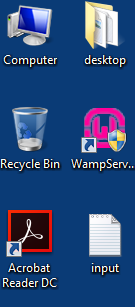 Computer
desktop
Recycle Bin
WampServ...
Acrobat
Reader DC
input